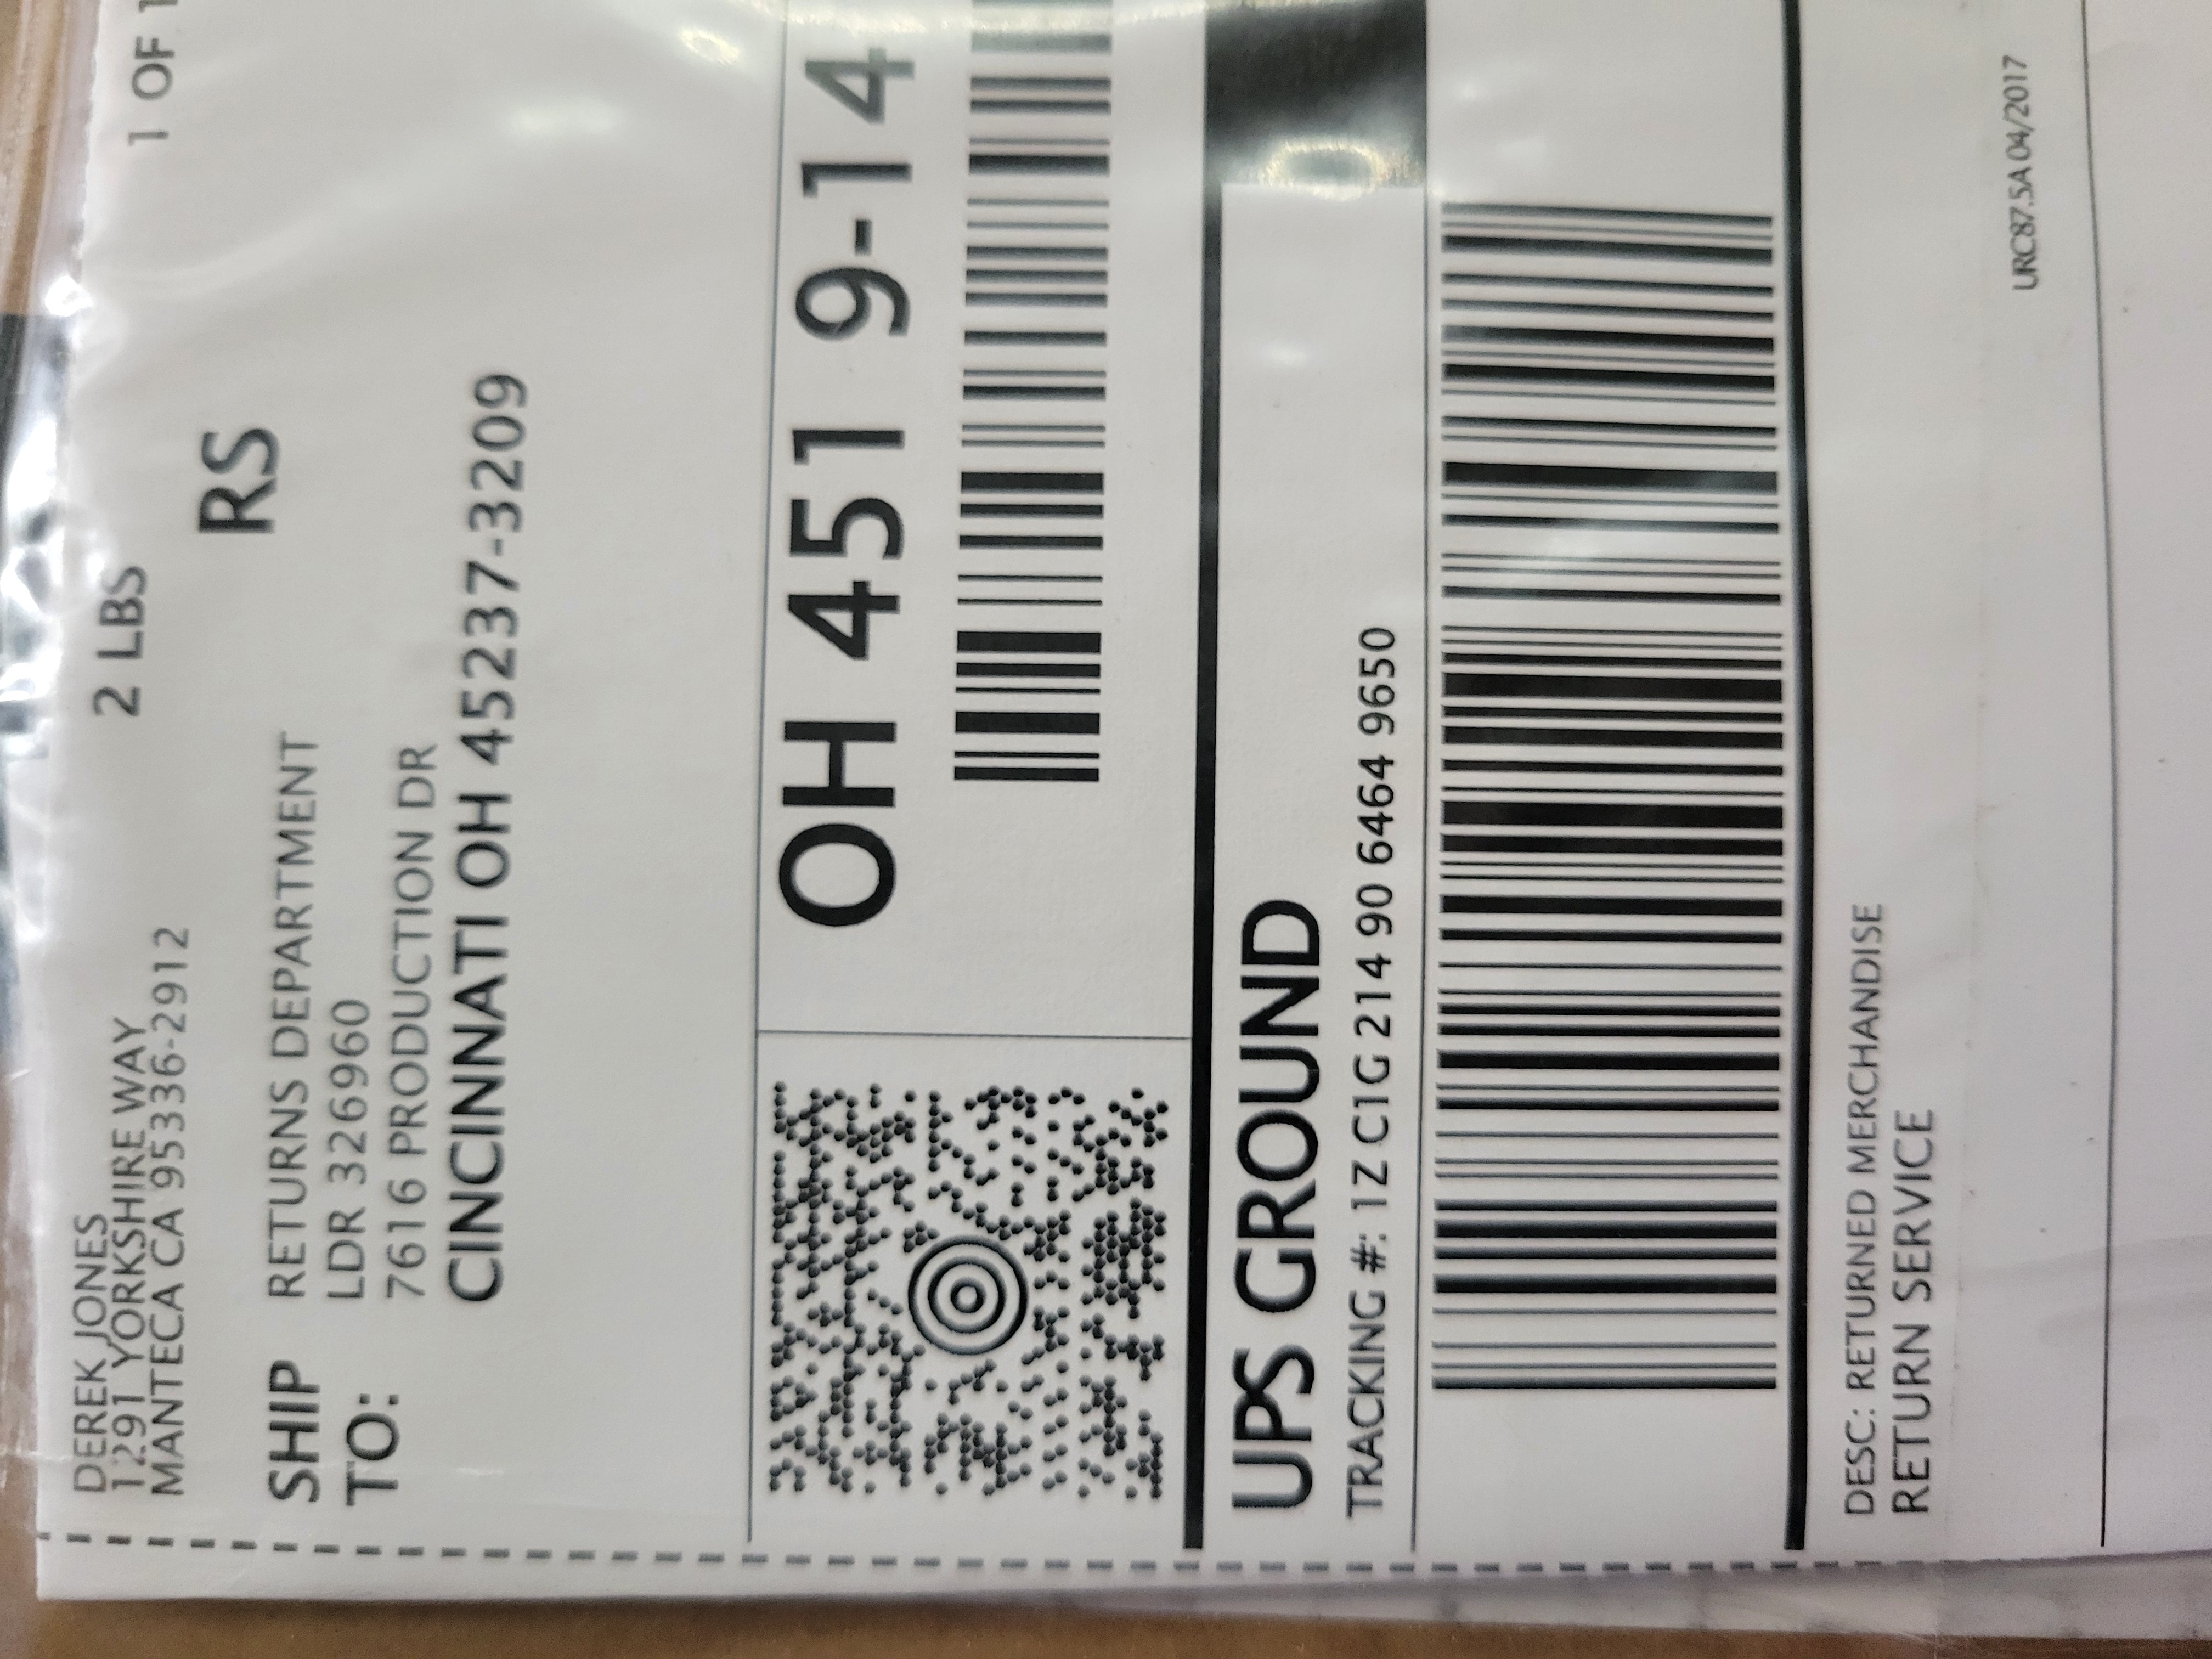 DEREK JONES
1291 YORKSHIRE WAY
MANTECA CA 95336-2912
2 LBS
1 OF 1
RS
SHIP TO:
RETURNS DEPARTMENT
LDR 326960
7616 PRODUCTION DR
CINCINNATI OH 45237-3209
OH 451 9-14
UPS GROUND
TRACKING #: 1Z C1G 214 90 6464 9650
DESC: RETURNED MERCHANDISE
RETURN SERVICE
URC87.5A 04/2017